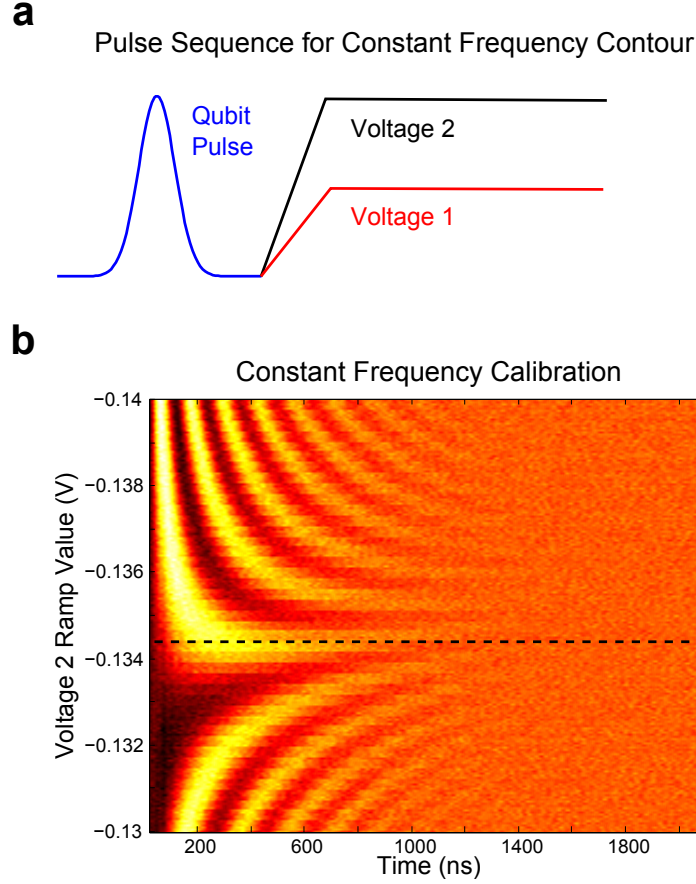 a
Pulse Sequence for Constant Frequency Contour
Qubit
Pulse
Voltage 2
Voltage 1
b
Constant Frequency Calibration
Voltage 2 Ramp Value (V)
−0.14
−0.138
−0.136
−0.134
−0.132
−0.13
200
600
1000
1400
1800
Time (ns)